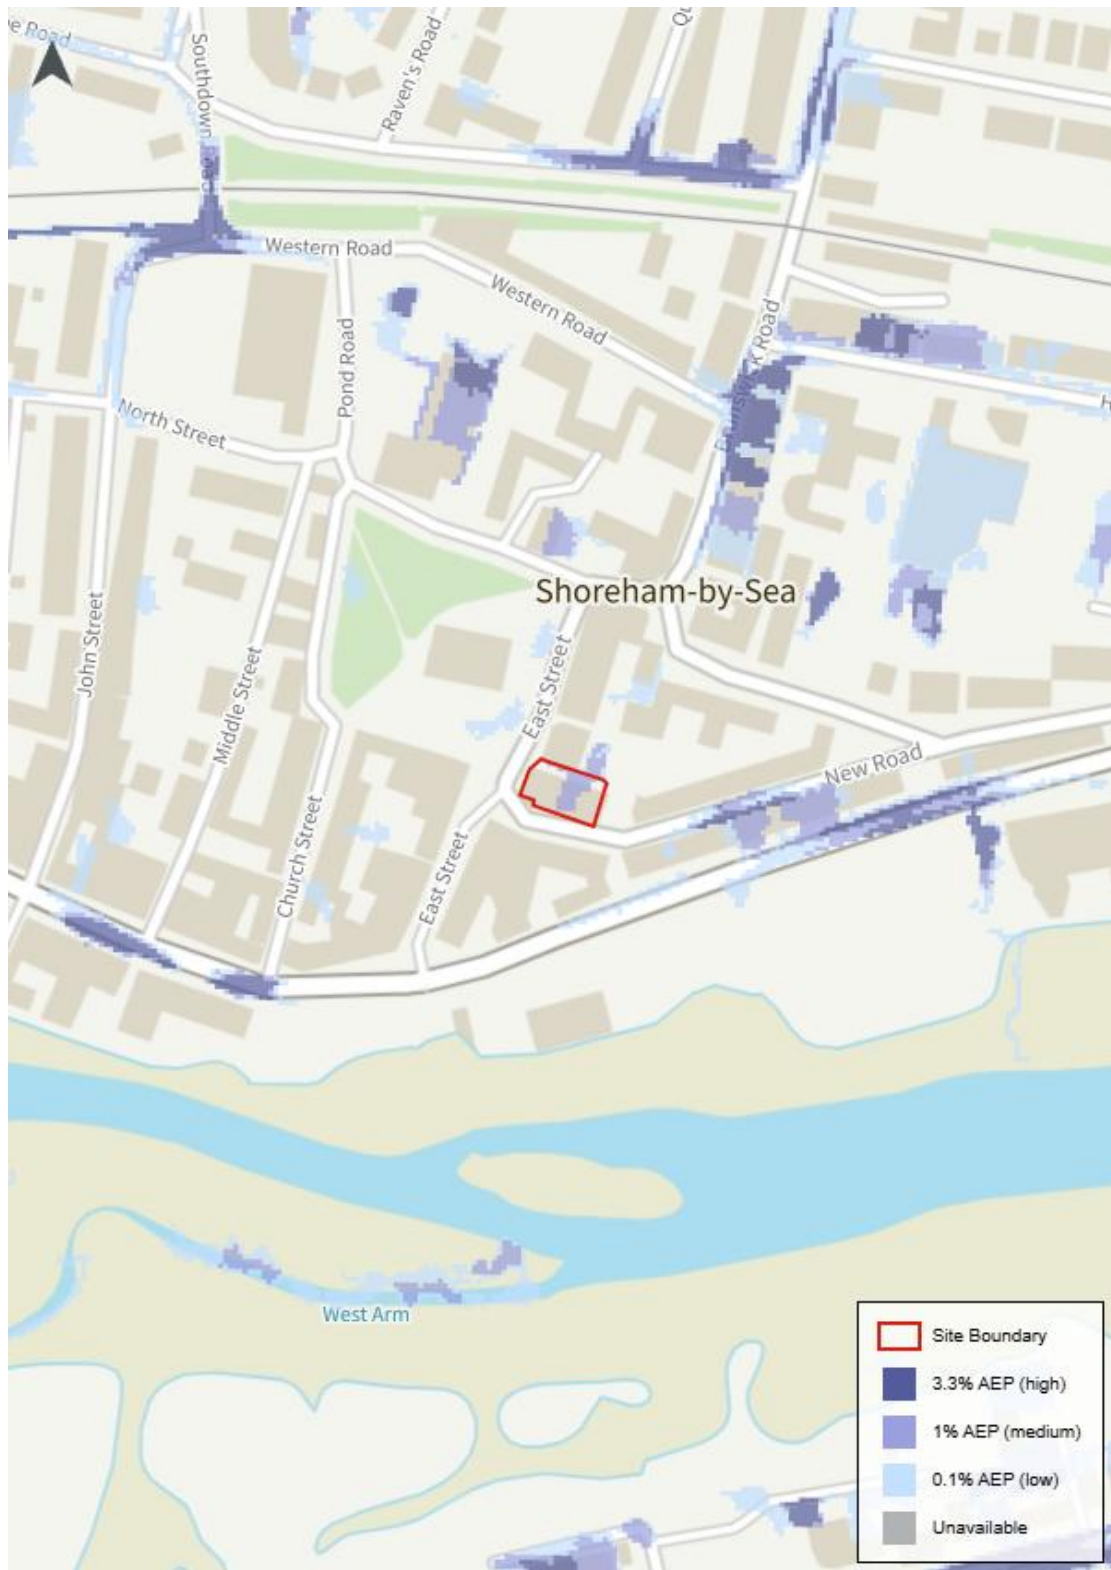 Road
Southdown
Raven's Road
Western Road
Western Road
Pond Road
North Street
Road
Shoreham-by-Sea
John Street
Middle Street
East Street
Church Street
East Street
New Road
West Arm
Site Boundary
3.3% AEP (high)
1% AEP (medium)
0.1% AEP (low)
Unavailable